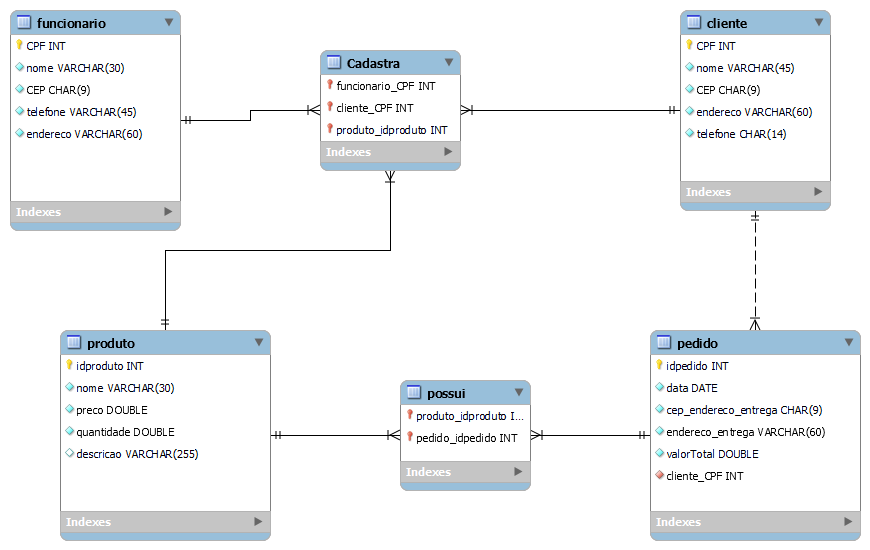 funcionario
CPF INT
nome VARCHAR(30)
CEP CHAR(9)
telefone VARCHAR(45)
endereco VARCHAR(60)
Indexes
Cadastra
funcionario_CPF INT
cliente_CPF INT
produto_idproduto INT
Indexes
cliente
CPF INT
nome VARCHAR(45)
CEP CHAR(9)
endereco VARCHAR(60)
telefone CHAR(14)
Indexes
produto
idproduto INT
nome VARCHAR(30)
preco DOUBLE
quantidade DOUBLE
descricao VARCHAR(255)
Indexes
possui
produto_idproduto I...
pedido_idpedido INT
Indexes
pedido
idpedido INT
data DATE
cep_endereco_entrega CHAR(9)
endereco_entrega VARCHAR(60)
valorTotal DOUBLE
cliente_CPF INT
Indexes